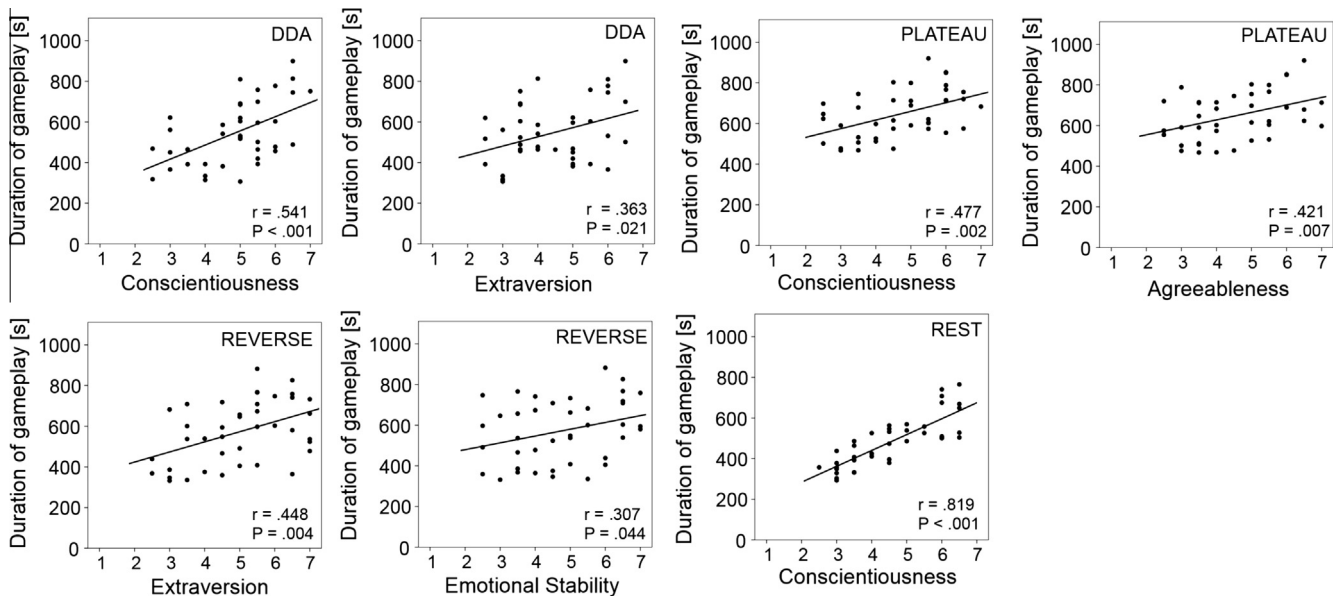 DDA
Duration of gameplay [s]
1000
800
600
400
200
0
r = .541
P < .001
1 2 3 4 5 6 7
Conscientiousness
DDA
Duration of gameplay [s]
1000
800
600
400
200
0
r = .363
P = .021
1 2 3 4 5 6 7
Extraversion
PLATEAU
Duration of gameplay [s]
1000
800
600
400
200
0
r = .477
P = .002
1 2 3 4 5 6 7
Conscientiousness
PLATEAU
Duration of gameplay [s]
1000
800
600
400
200
0
r = .421
P = .007
1 2 3 4 5 6 7
Agreeableness
REVERSE
Duration of gameplay [s]
1000
800
600
400
200
0
r = .448
P = .004
1 2 3 4 5 6 7
Extraversion
REVERSE
Duration of gameplay [s]
1000
800
600
400
200
0
r = .307
P = .044
1 2 3 4 5 6 7
Emotional Stability
REST
Duration of gameplay [s]
1000
800
600
400
200
0
r = .819
P < .001
1 2 3 4 5 6 7
Conscientiousness